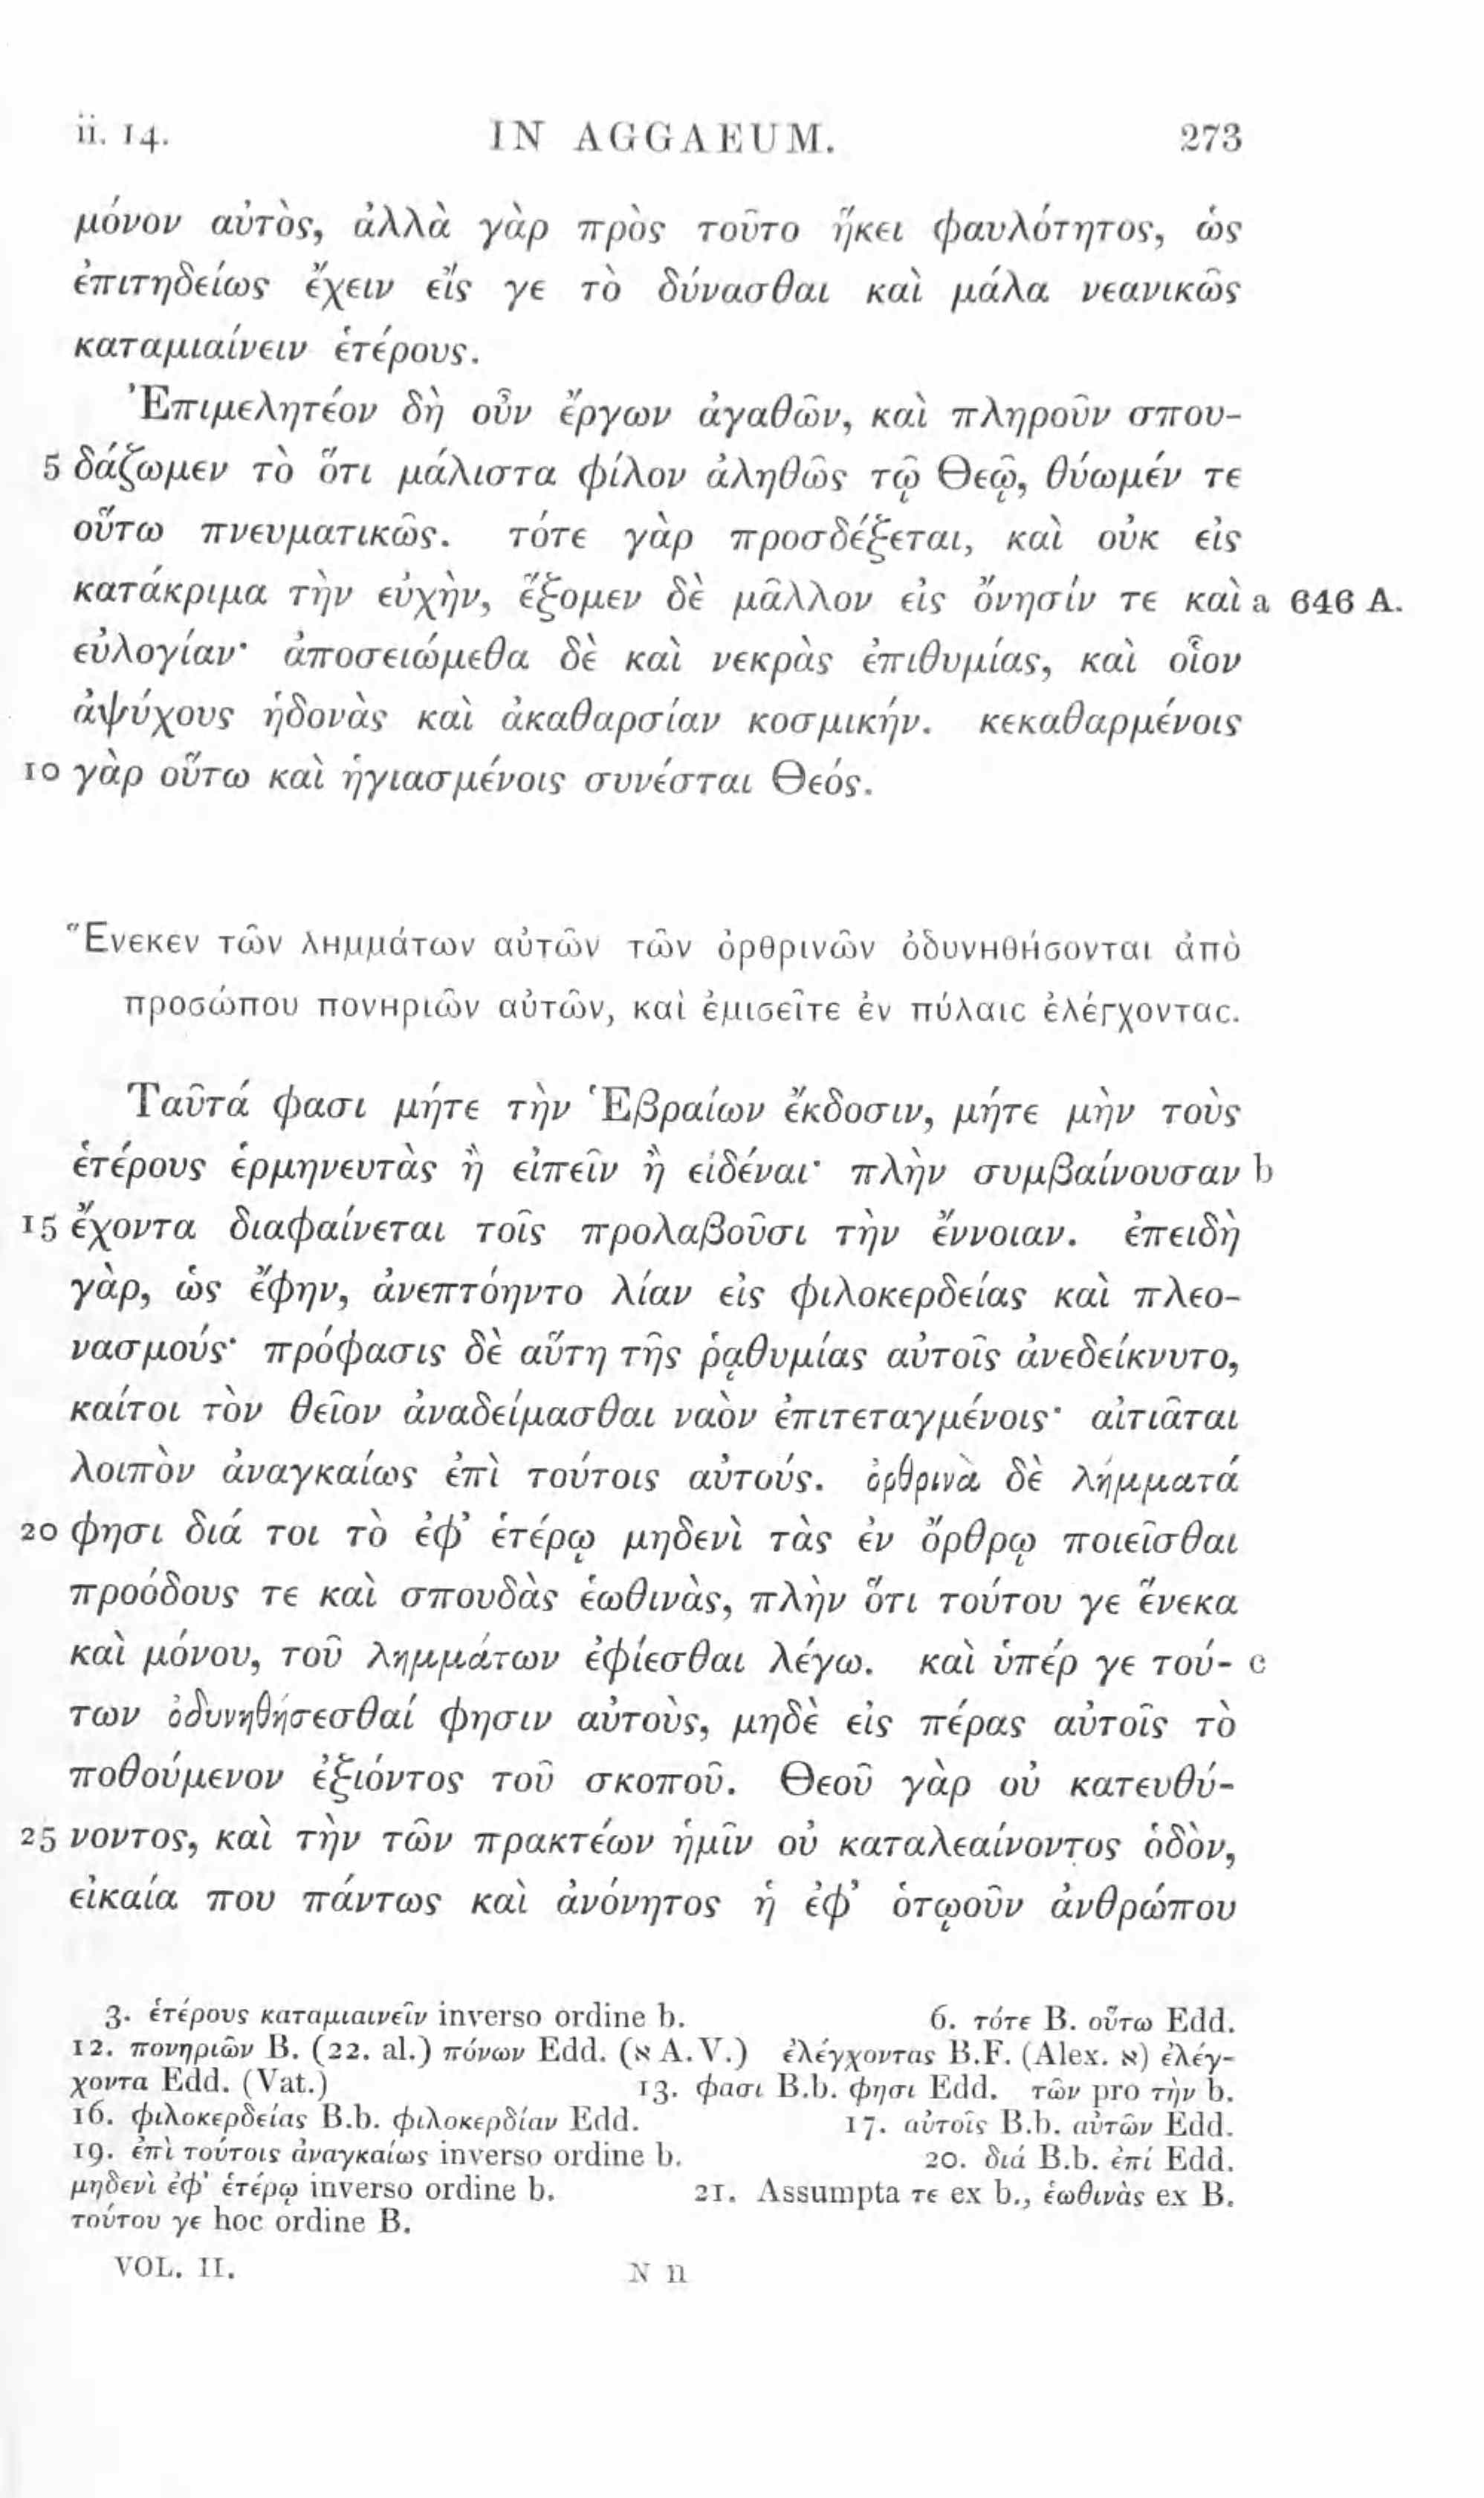 ii. 14. IN AGGAEUM. 273
μόνον αὐτὸς, ἀλλὰ γὰρ πρὸς τοῦτο ἥκει φαυλότητος, ὡς
ἐπιτηδείως ἔχειν εἴς γε τὸ δύνασθαι καὶ μάλα νεανικῶς
καταμιαίνειν ἑτέρους.
Ἐπιμελητέον δὴ οὖν ἔργων ἀγαθῶν, καὶ πληροῦν σπου-
5 δάζωμεν τὸ ὅτι μάλιστα φίλον ἀληθῶς τῷ Θεῷ, θύωμέν τε
οὕτω πνευματικῶς. τότε γὰρ προσδέξεται, καὶ οὐκ εἰς
κατάκριμα τὴν εὐχὴν, ἕξομεν δὲ μᾶλλον εἰς ὄνησίν τε καὶ a 646 A.
εὐλογίαν· ἀποσειώμεθα δὲ καὶ νεκρὰς ἐπιθυμίας, καὶ οἷον
ἀψύχους ἡδονὰς καὶ ἀκαθαρσίαν κοσμικήν. κεκαθαρμένοις
10 γὰρ οὕτω καὶ ἡγιασμένοις συνέσται Θεός.
Ἕνεκεν τῶν λημμάτων αὐτῶν τῶν ὀρθρινῶν ὀδυνηθήσονται ἀπὸ
προσώπου πονηριῶν αὐτῶν, καὶ ἐμισεῖτε ἐν πύλαις ἐλέγχοντας.
Ταῦτά φασι μήτε τὴν Ἑβραίων ἔκδοσιν, μήτε μὴν τοὺς
ἑτέρους ἑρμηνευτὰς ἢ εἰπεῖν ἢ εἰδέναι· πλὴν συμβαίνουσαν b
15 ἔχοντα διαφαίνεται τοῖς προλαβοῦσι τὴν ἔννοιαν. ἐπειδὴ
γὰρ, ὡς ἔφην, ἀνεπτόηντο λίαν εἰς φιλοκερδείας καὶ πλεο-
νασμούς· πρόφασις δὲ αὕτη τῆς ῥᾳθυμίας αὐτοῖς ἀνεδείκνυτο,
καίτοι τὸν θεῖον ἀναδείμασθαι ναὸν ἐπιτεταγμένοις· αἰτιᾶται
λοιπὸν ἀναγκαίως ἐπὶ τούτοις αὐτούς. ὀρθρινὰ δὲ λήμματά
20 φησι διά τοι τὸ ἐφ’ ἑτέρῳ μηδενὶ τὰς ἐν ὄρθρῳ ποιεῖσθαι
προόδους τε καὶ σπουδὰς ἑωθινὰς, πλὴν ὅτι τούτου γε ἕνεκα
καὶ μόνου, τοῦ λημμάτων ἐφίεσθαι λέγω. καὶ ὑπέρ γε τού- c
των ὀδυνηθήσεσθαί φησιν αὐτοὺς, μηδὲ εἰς πέρας αὐτοῖς τὸ
ποθούμενον ἐξιόντος τοῦ σκοποῦ. Θεοῦ γὰρ οὐ κατευθύ-
25 νοντος, καὶ τὴν τῶν πρακτέων ἡμῖν οὐ καταλεαίνοντος ὁδὸν,
εἰκαία που πάντως καὶ ἀνόνητος ἡ ἐφ’ ὁτῳοῦν ἀνθρώπου
3. ἑτέρους καταμιαινεῖν inverso ordine b. 6. τότε B. οὕτω Edd.
12. πονηριῶν B. (22. al.) πόνων Edd. (א A.V.) ἐλέγχοντας B.F. (Alex. א) ἐλέγ-
χοντα Edd. (Vat.) 13. φασι B.b. φησι Edd. τῶν pro τὴν b.
16. φιλοκερδείας B.b. φιλοκερδίαν Edd. 17. αὐτοῖς B.b. αὐτῶν Edd.
19. ἐπὶ τούτοις ἀναγκαίως inverso ordine b. 20. διά B.b. ἐπί Edd.
μηδενὶ ἐφ’ ἑτέρῳ inverso ordine b. 21. Assumpta τε ex b., ἑωθινὰς ex B.
τούτου γε hoc ordine B.
VOL. II. N n